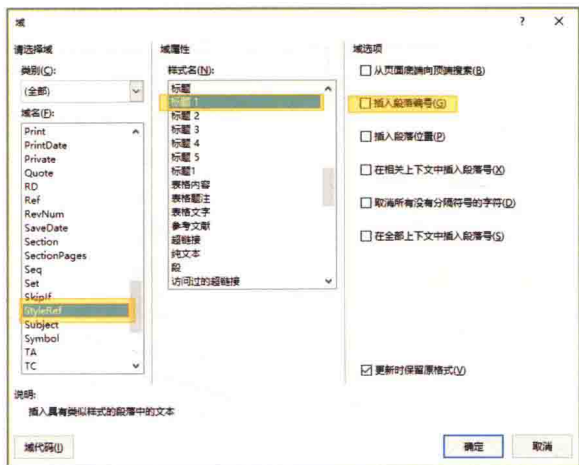 域
? ×
请选择域
类别(C):
(全部)
域名(F):
Print
PrintDate
Private
Quote
RD
Ref
RevNum
SaveDate
Section
SectionPages
Seq
Set
SkipIf
StyleRef
Subject
Symbol
TA
TC
域属性
样式名(N):
标题
标题 1
标题 2
标题 3
标题 4
标题 5
标题1
表格内容
表格题注
表格文字
参考文献
超链接
纯文本
段
访问过的超链接
域选项
从页面底端向顶端搜索(B)
插入段落编号(G)
插入段落位置(P)
在相关上下文中插入段落号(X)
取消所有没有分隔符号的字符(D)
在全部上下文中插入段落号(S)
更新时保留原格式(V)
说明:
插入具有类似样式的段落中的文本
域代码(I)
确定
取消